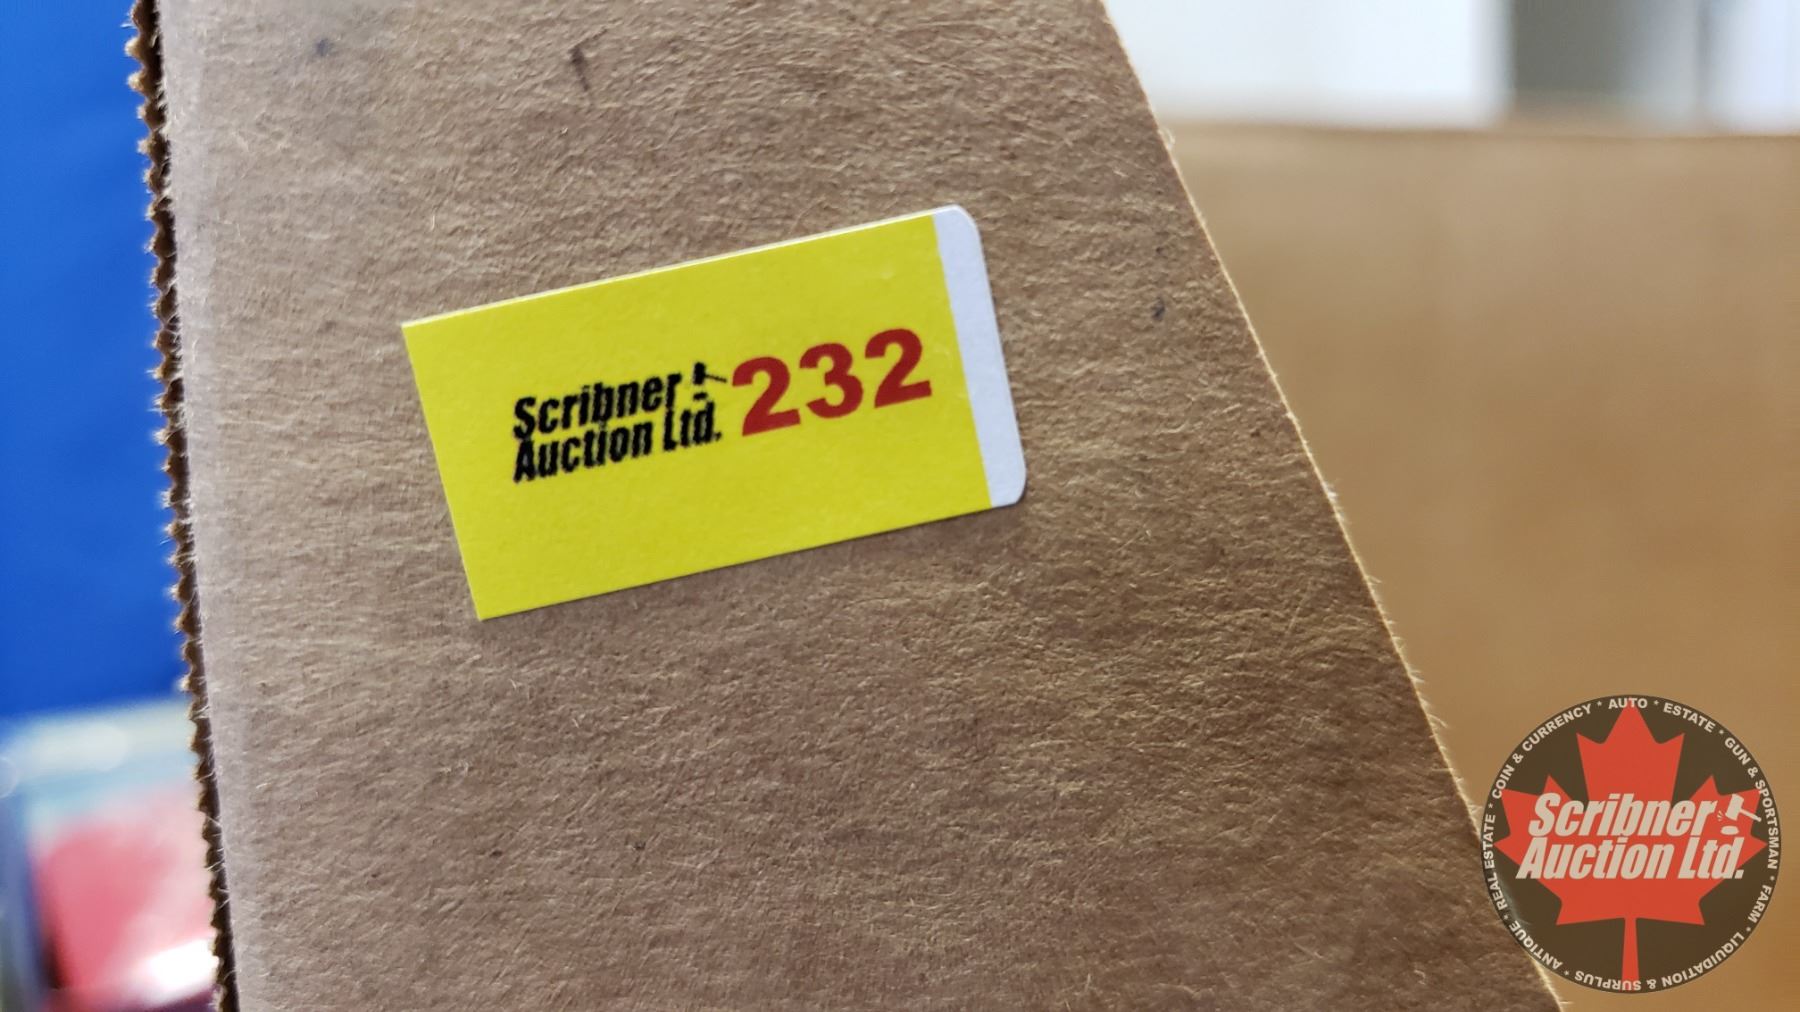 Scribner
Auction Ltd.
232
COIN & CURRENCY * AUTO * ESTATE * GUN & SPORTSMAN * FARM * LIQUIDATION & SURPLUS * ANTIQUE * REAL ESTATE *
Scribner
Auction Ltd.